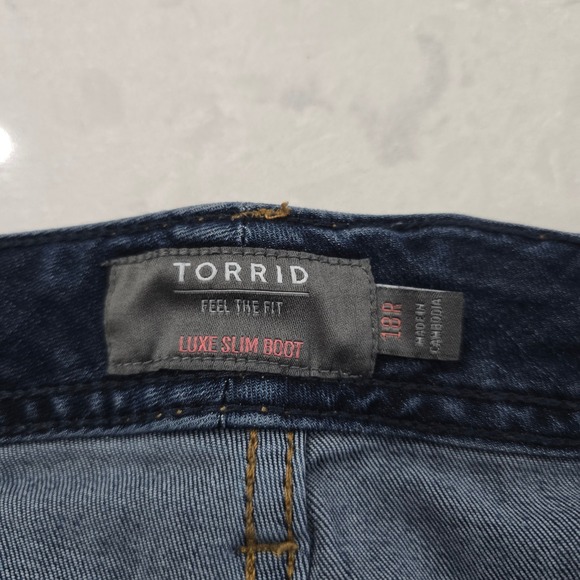 TORRID
FEEL THE FIT
LUXE SLIM BOOT
18R
MADE IN
CAMBODIA